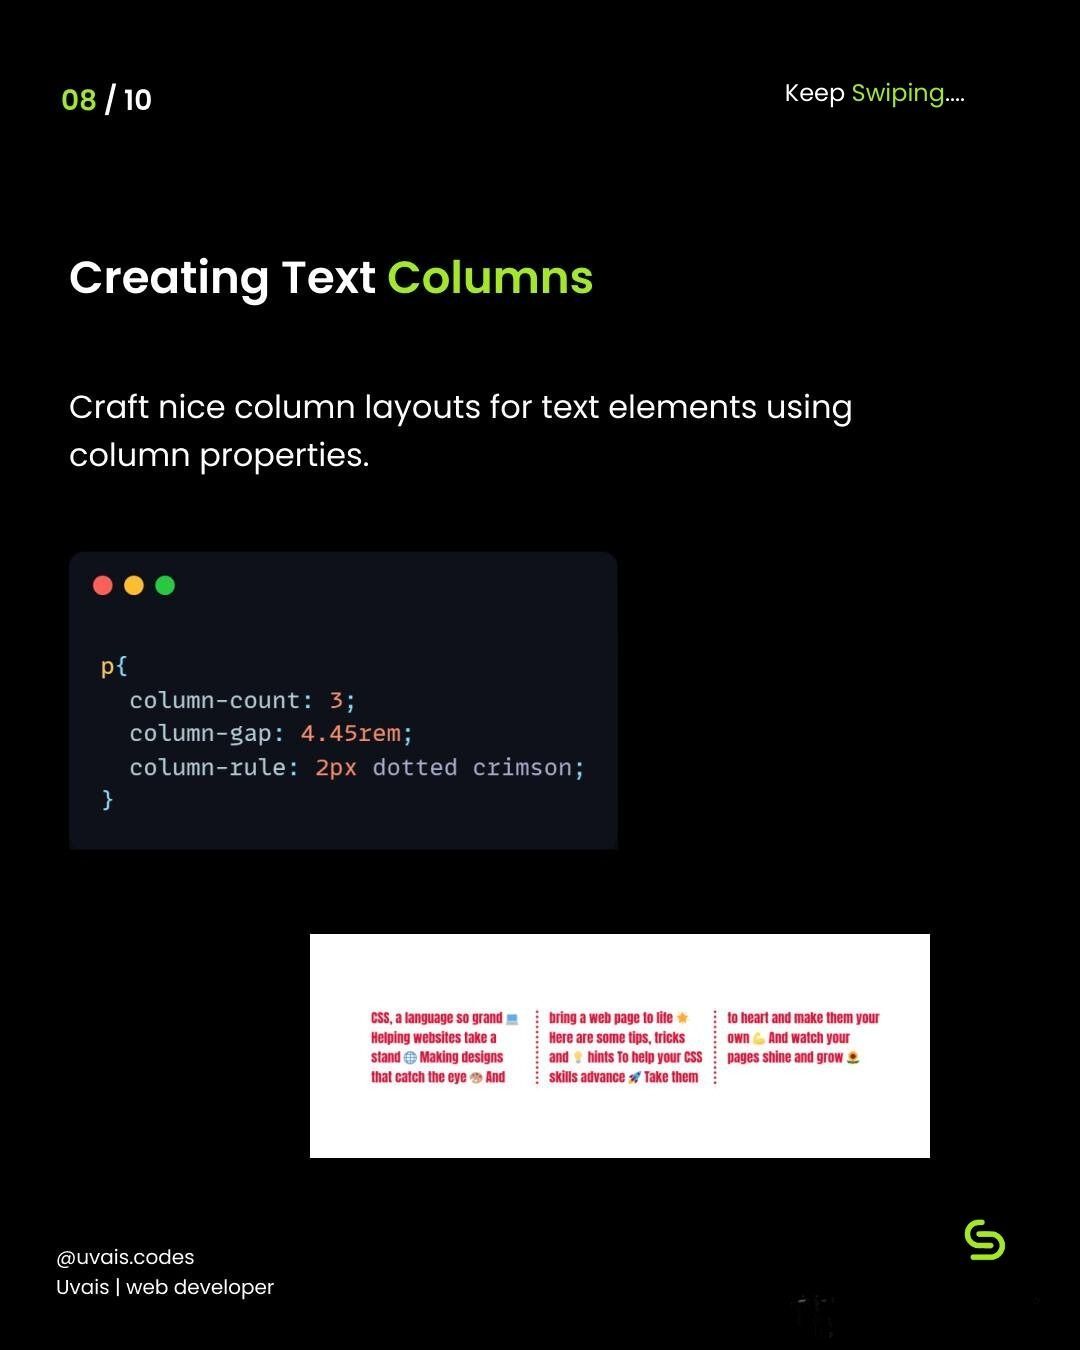 08 / 10
Keep Swiping....
Creating Text Columns
Craft nice column layouts for text elements using
column properties.
p{
  column-count: 3;
  column-gap: 4.45rem;
  column-rule: 2px dotted crimson;
}
CSS, a language so grand 💻
Helping websites take a
stand 🌐 Making designs
that catch the eye 🎨 And
bring a web page to life 🌟
Here are some tips, tricks
and 💡 hints To help your CSS
skills advance 🚀 Take them
to heart and make them your
own 💪 And watch your
pages shine and grow 🌻
@uvais.codes
Uvais | web developer